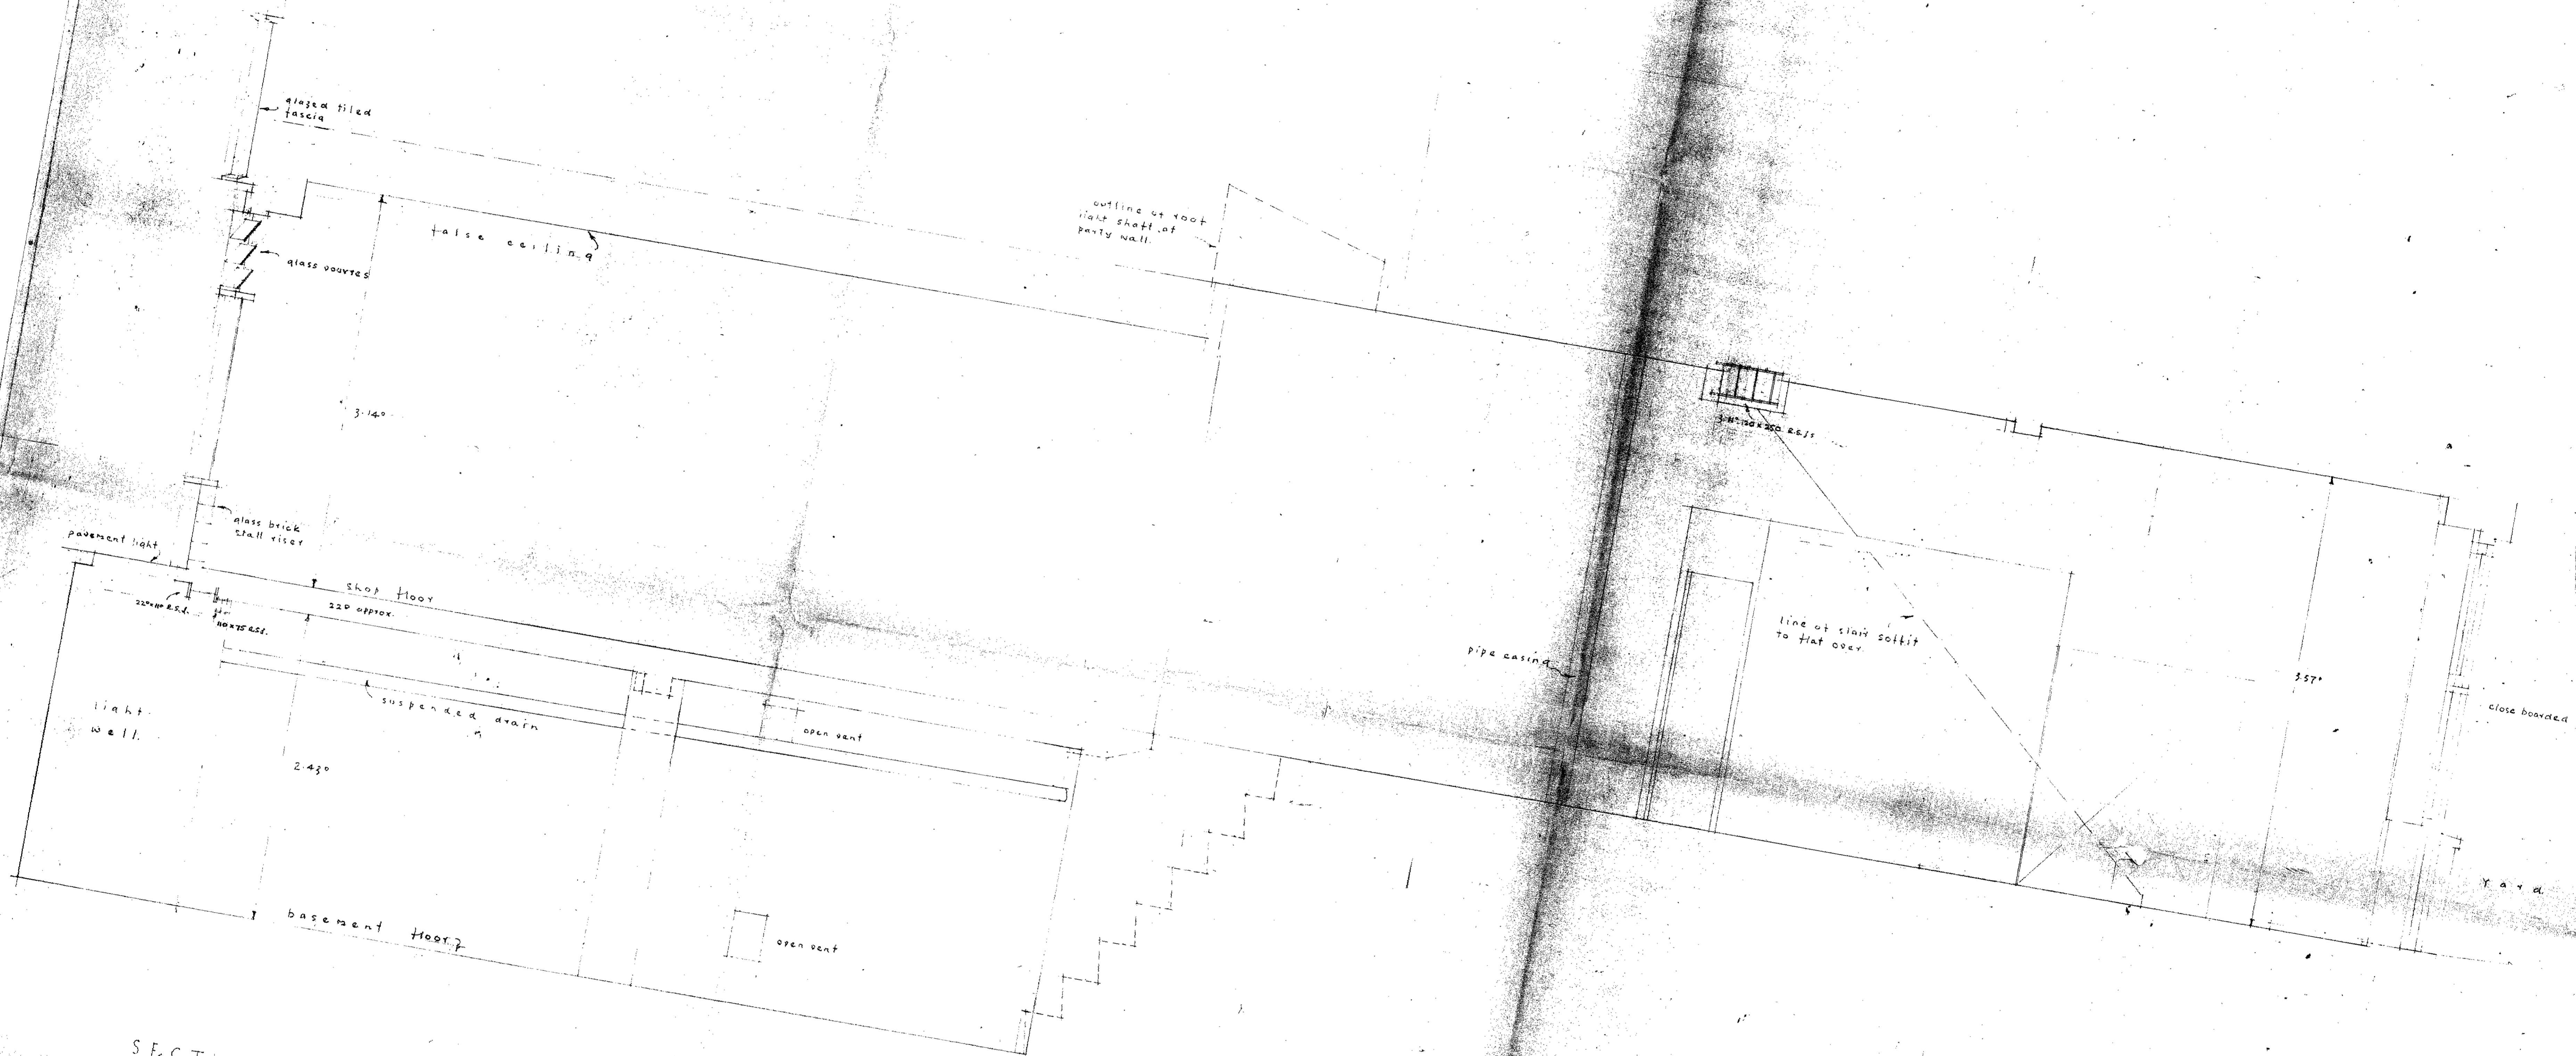 glazed tiled
fascia
false ceiling
outline of roof
light shaft at
party wall.
3.14⁰
glass brick
stall riser
pavement light
shop floor
220 approx.
220x110 R.S.J.
110x75 R.S.J.
light
well.
suspended drain
open vent
2.43⁰
basement floor
open vent
pipe casing
line of stair soffit
to flat over.
3.57⁰
close boarded
yard